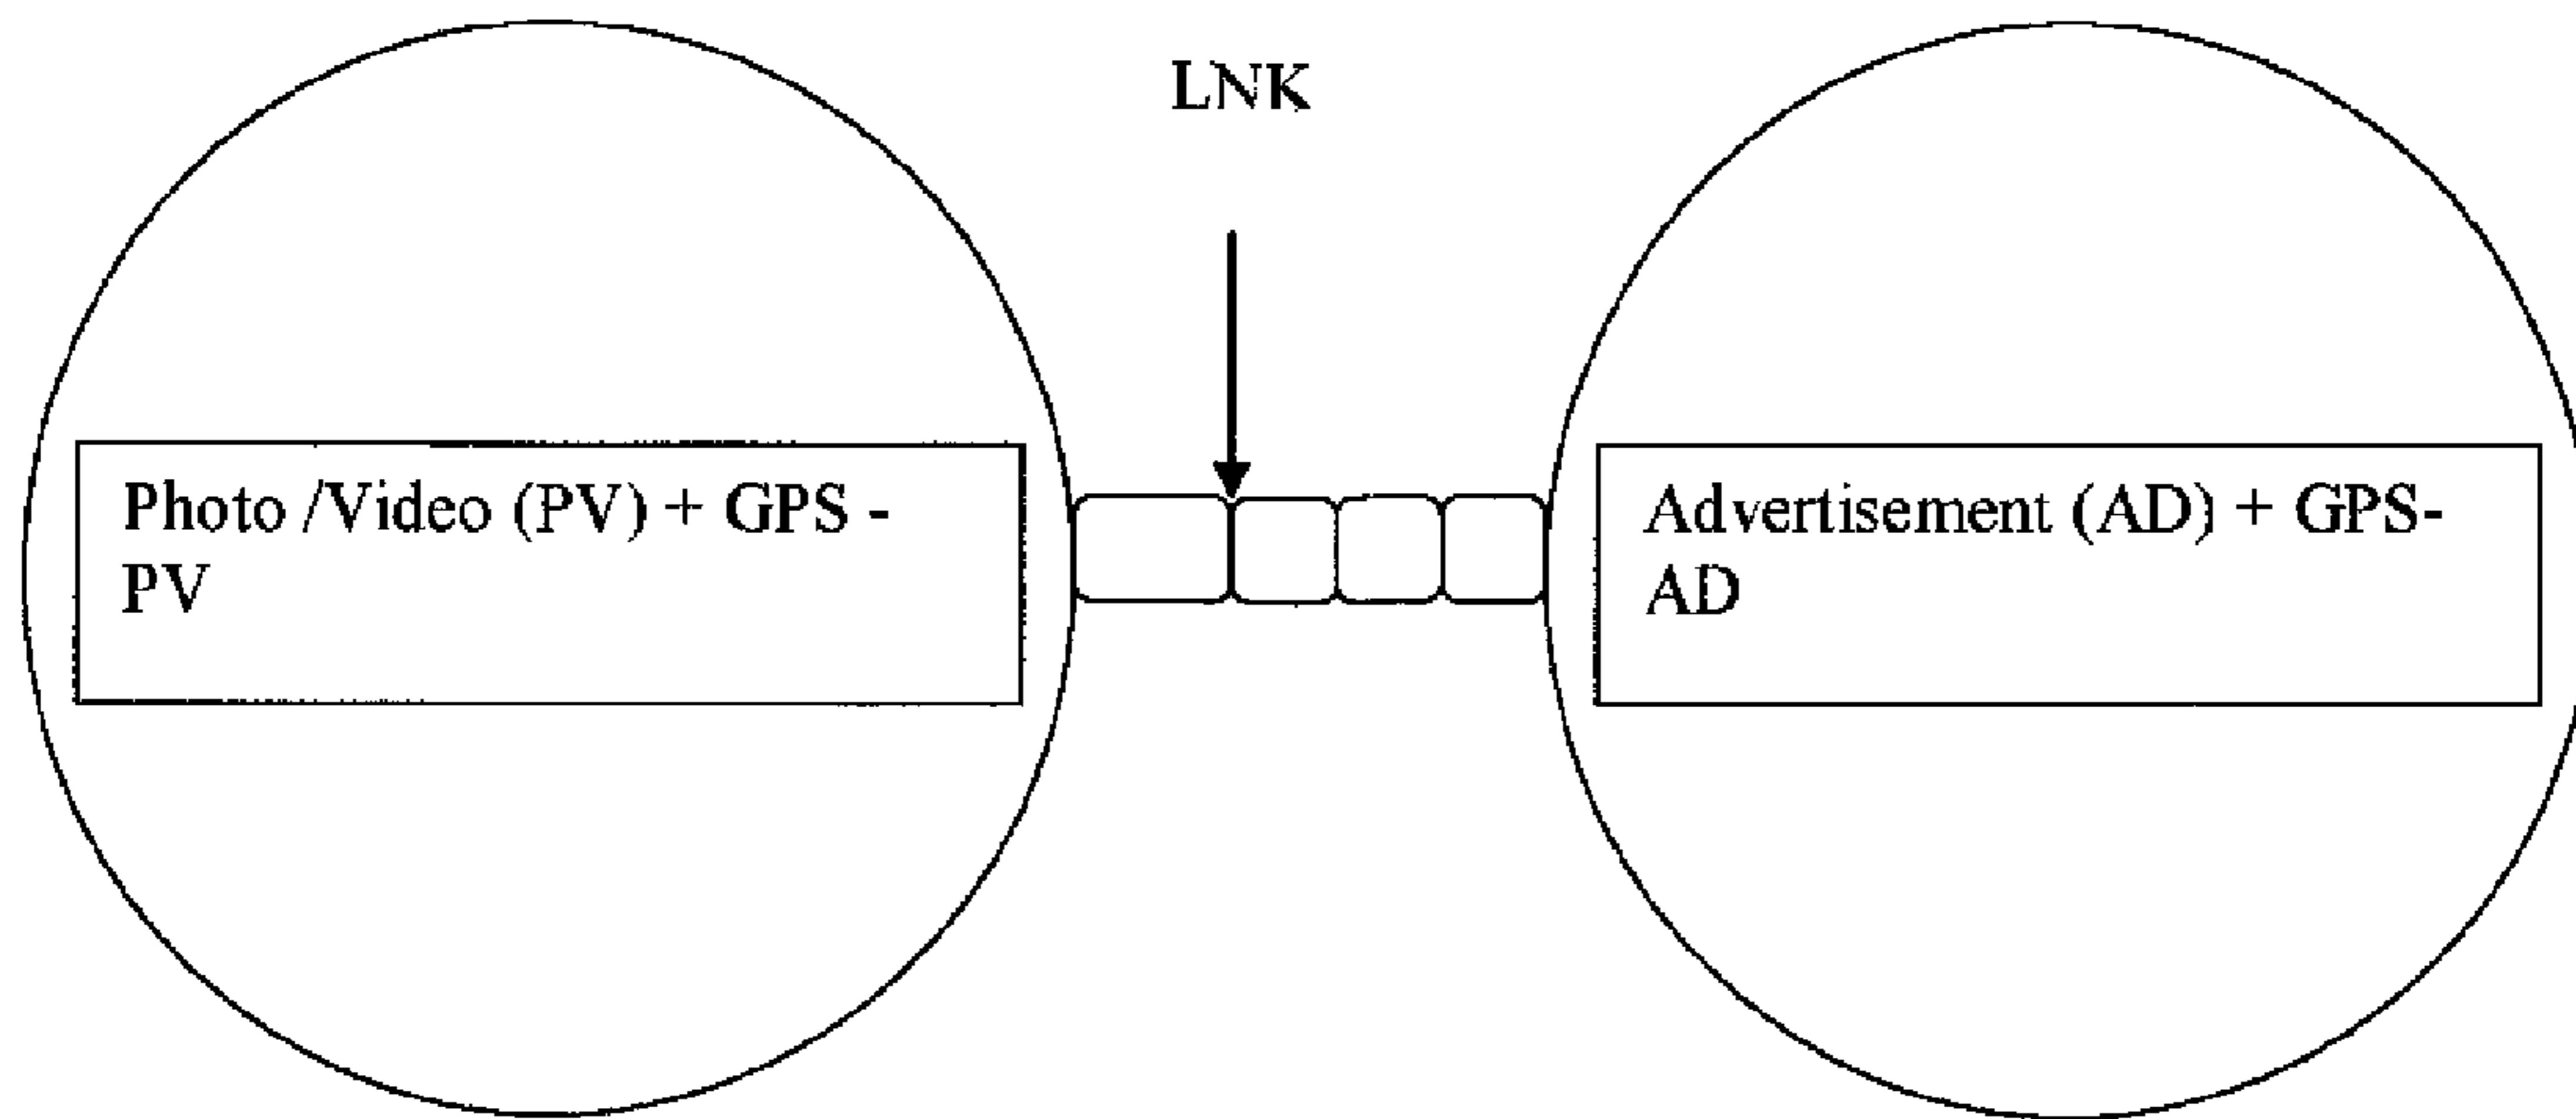 LNK
Photo /Video (PV) + GPS -
PV
Advertisement (AD) + GPS-
AD